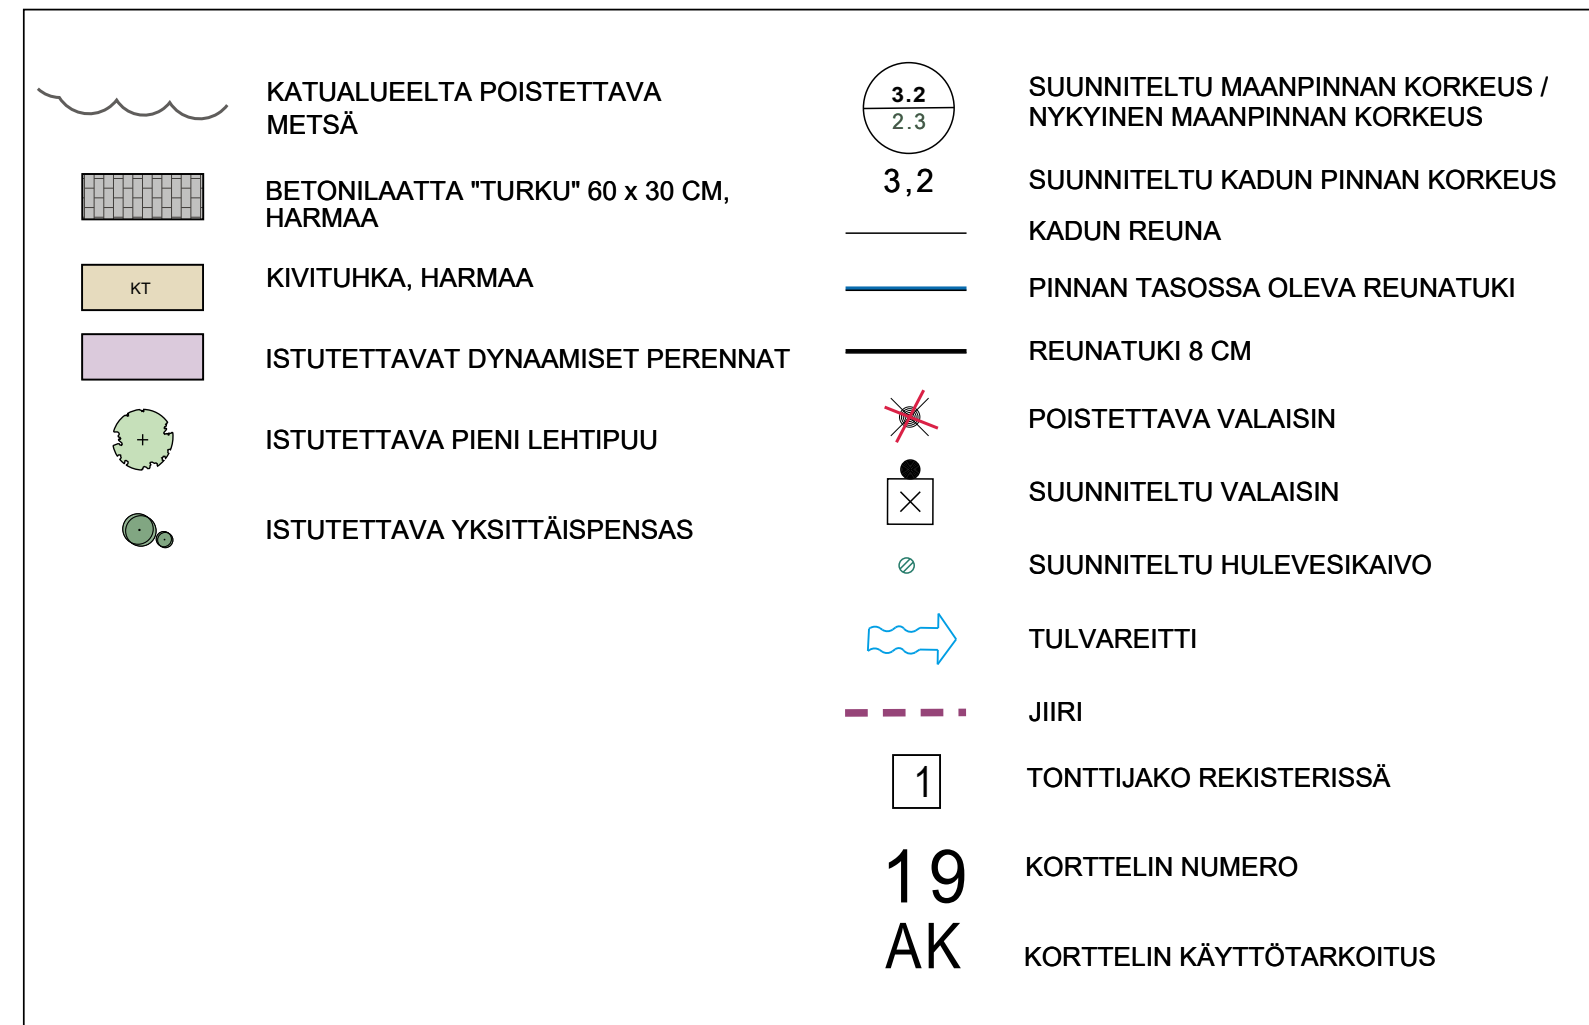 KATUALUEELTA POISTETTAVA
METSÄ
BETONILAATTA "TURKU" 60 x 30 CM,
HARMAA
KT
KIVITUHKA, HARMAA
ISTUTETTAVAT DYNAAMISET PERENNAT
ISTUTETTAVA PIENI LEHTIPUU
ISTUTETTAVA YKSITTÄISPENSAS
3.2
2.3
SUUNNITELTU MAANPINNAN KORKEUS /
NYKYINEN MAANPINNAN KORKEUS
3,2
SUUNNITELTU KADUN PINNAN KORKEUS
KADUN REUNA
PINNAN TASOSSA OLEVA REUNATUKI
REUNATUKI 8 CM
POISTETTAVA VALAISIN
SUUNNITELTU VALAISIN
SUUNNITELTU HULEVESIKAIVO
TULVAREITTI
JIIRI
1
TONTTIJAKO REKISTERISSÄ
19
KORTTELIN NUMERO
AK
KORTTELIN KÄYTTÖTARKOITUS